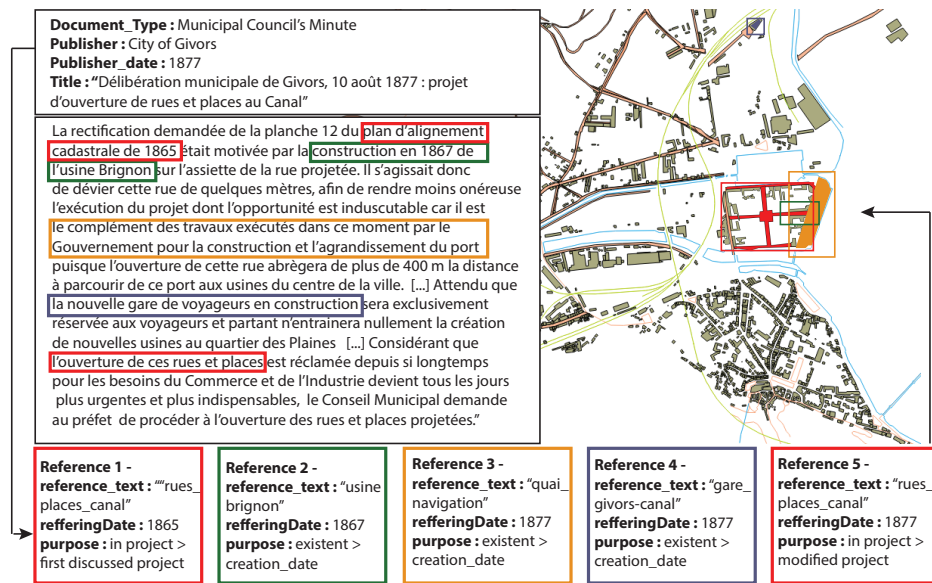 Document_Type : Municipal Council's Minute
Publisher : City of Givors
Publisher_date : 1877
Title : “Délibération municipale de Givors, 10 août 1877 : projet
d'ouverture de rues et places au Canal”
La rectification demandée de la planche 12 du plan d'alignement
cadastrale de 1865 était motivée par la construction en 1867 de
l'usine Brignon sur l'assiette de la rue projetée. Il s'agissait donc
de dévier cette rue de quelques mètres, afin de rendre moins onéreuse
l'exécution du projet dont l'opportunité est induscutable car il est
le complément des travaux exécutés dans ce moment par le
Gouvernement pour la construction et l'agrandissement du port
puisque l'ouverture de cette rue abrègera de plus de 400 m la distance
à parcourir de ce port aux usines du centre de la ville. [...] Attendu que
la nouvelle gare de voyageurs en construction sera exclusivement
réservée aux voyageurs et partant n'entrainera nullement la création
de nouvelles usines au quartier des Plaines [...] Considérant que
l'ouverture de ces rues et places est réclamée depuis si longtemps
pour les besoins du Commerce et de l'Industrie devient tous les jours
plus urgentes et plus indispensables, le Conseil Municipal demande
au préfet de procéder à l'ouverture des rues et places projetées.”
Reference 1 -
reference_text : “”rues_
places_canal”
refferingDate : 1865
purpose : in project >
first discussed project
Reference 2 -
reference_text : “usine
brignon”
refferingDate : 1867
purpose : existent >
creation_date
Reference 3 -
reference_text : “quai_
navigation”
refferingDate : 1877
purpose : existent >
creation_date
Reference 4 -
reference_text : “gare_
givors-canal”
refferingDate : 1877
purpose : existent >
creation_date
Reference 5 -
reference_text : “rues_
places_canal”
refferingDate : 1877
purpose : in project >
modified project